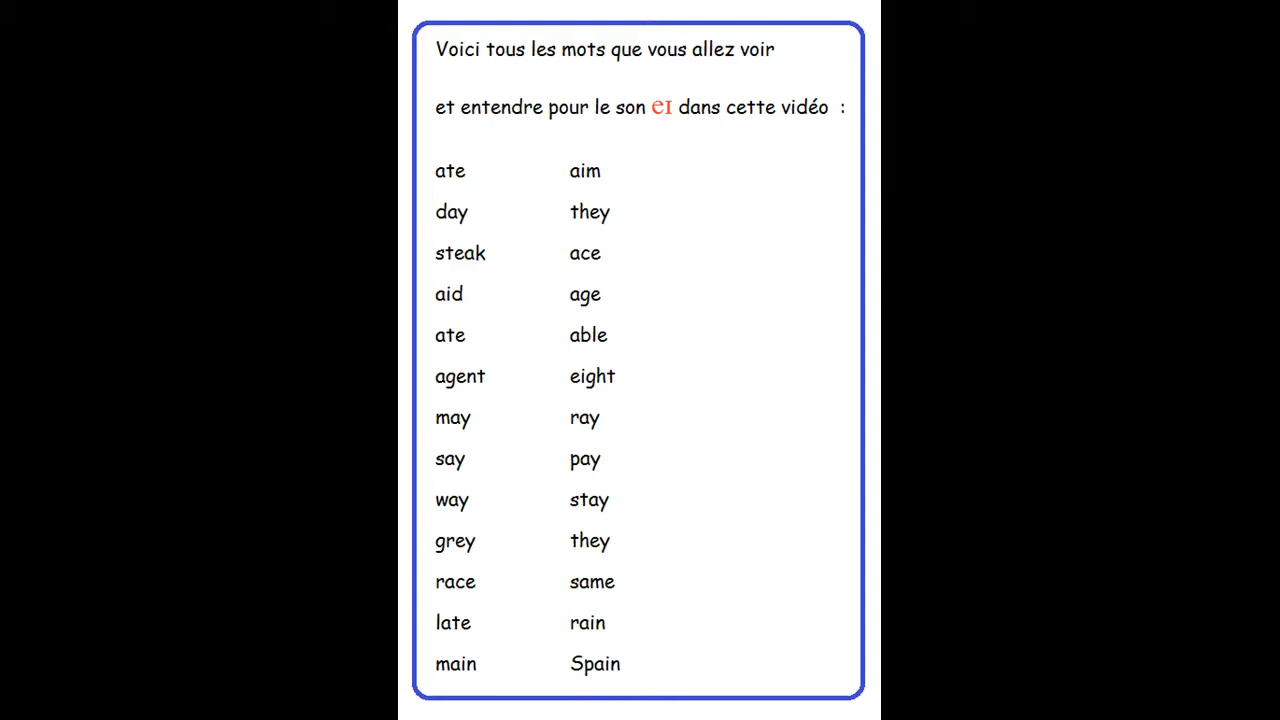 Voici tous les mots que vous allez voir
et entendre pour le son eɪ dans cette vidéo :
ate aim
day they
steak ace
aid age
ate able
agent eight
may ray
say pay
way stay
grey they
race same
late rain
main Spain